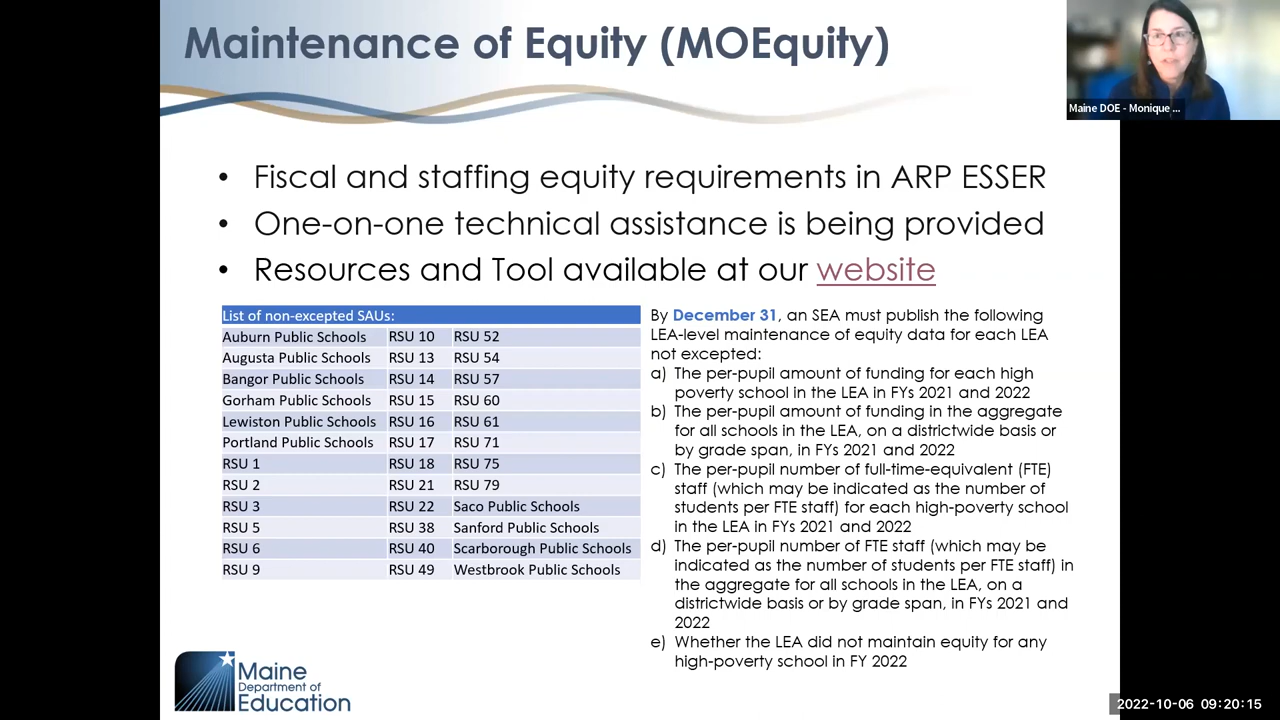 Maintenance of Equity (MOEquity)
Maine DOE - Monique ...
• Fiscal and staffing equity requirements in ARP ESSER
• One-on-one technical assistance is being provided
• Resources and Tool available at our website
List of non-excepted SAUs:
Auburn Public Schools RSU 10 RSU 52
Augusta Public Schools RSU 13 RSU 54
Bangor Public Schools RSU 14 RSU 57
Gorham Public Schools RSU 15 RSU 60
Lewiston Public Schools RSU 16 RSU 61
Portland Public Schools RSU 17 RSU 71
RSU 1 RSU 18 RSU 75
RSU 2 RSU 21 RSU 79
RSU 3 RSU 22 Saco Public Schools
RSU 5 RSU 38 Sanford Public Schools
RSU 6 RSU 40 Scarborough Public Schools
RSU 9 RSU 49 Westbrook Public Schools
By December 31, an SEA must publish the following
LEA-level maintenance of equity data for each LEA
not excepted:
a) The per-pupil amount of funding for each high
poverty school in the LEA in FYs 2021 and 2022
b) The per-pupil amount of funding in the aggregate
for all schools in the LEA, on a districtwide basis or
by grade span, in FYs 2021 and 2022
c) The per-pupil number of full-time-equivalent (FTE)
staff (which may be indicated as the number of
students per FTE staff) for each high-poverty school
in the LEA in FYs 2021 and 2022
d) The per-pupil number of FTE staff (which may be
indicated as the number of students per FTE staff) in
the aggregate for all schools in the LEA, on a
districtwide basis or by grade span, in FYs 2021 and
2022
e) Whether the LEA did not maintain equity for any
high-poverty school in FY 2022
Maine
Department of
Education
2022-10-06 09:20:15